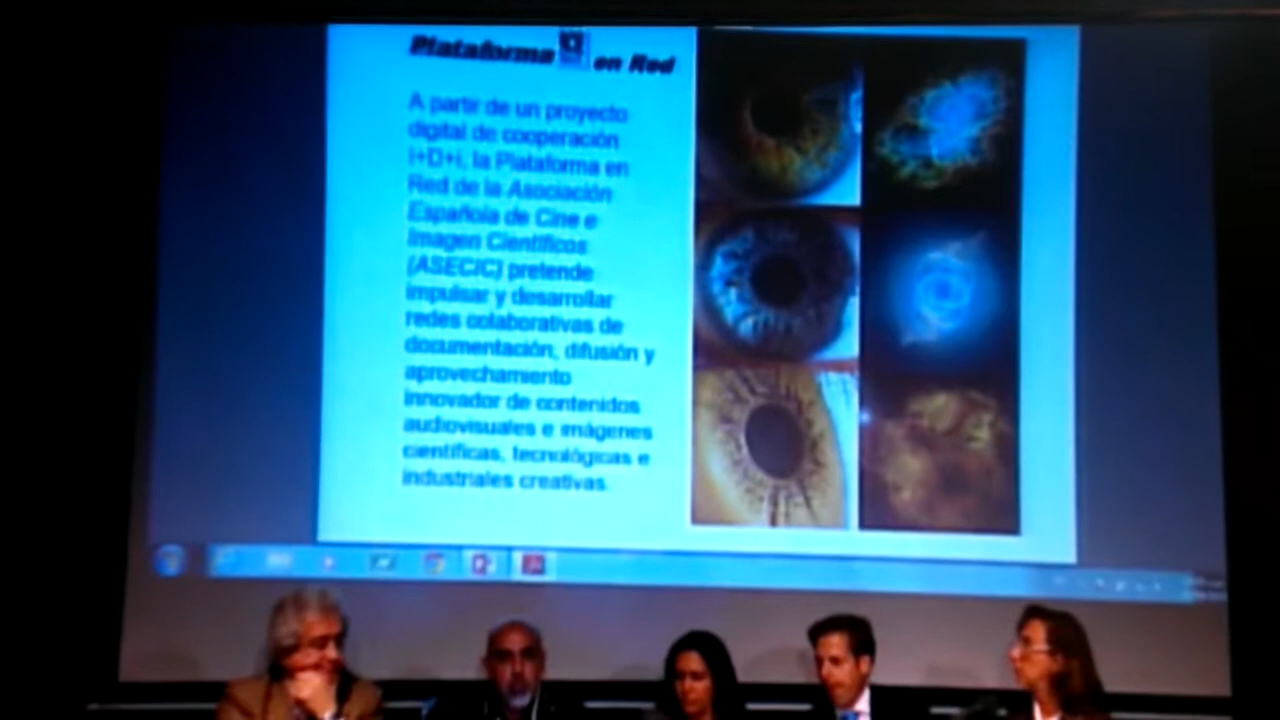 Plataforma en Red
A partir de un proyecto
digital de cooperación
I+D+i, la Plataforma en
Red de la Asociación
Española de Cine e
Imagen Científicos
(ASECIC) pretende
impulsar y desarrollar
redes colaborativas de
documentación, difusión y
aprovechamiento
innovador de contenidos
audiovisuales e imágenes
científicas, tecnológicas e
industriales creativas.